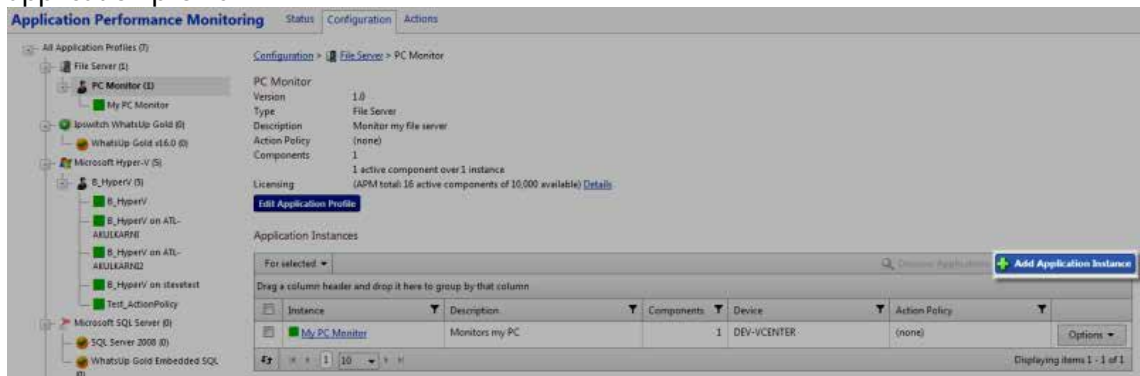 Application Performance Monitoring Status Configuration Actions
All Application Profiles (7)
File Server (1)
PC Monitor (1)
My PC Monitor
Ipswitch WhatsUp Gold (0)
WhatsUp Gold v16.0 (0)
Microsoft Hyper-V (5)
B_HyperV (5)
B_HyperV
B_HyperV on ATL-
AKULKARNI
B_HyperV on ATL-
AKULKARNI2
B_HyperV on stevetest
Test_ActionPolicy
Microsoft SQL Server (0)
SQL Server 2008 (0)
WhatsUp Gold Embedded SQL
(0)
Configuration > File Server > PC Monitor
PC Monitor
Version 1.0
Type File Server
Description Monitor my file server
Action Policy (none)
Components 1
1 active component over 1 instance
Licensing (APM total: 16 active components of 10,000 available) Details
Edit Application Profile
Application Instances
For selected Discover Applications Add Application Instance
Drag a column header and drop it here to group by that column
Instance Description Components Device Action Policy
My PC Monitor Monitors my PC 1 DEV-VCENTER (none) Options
1 10 Displaying items 1 - 1 of 1